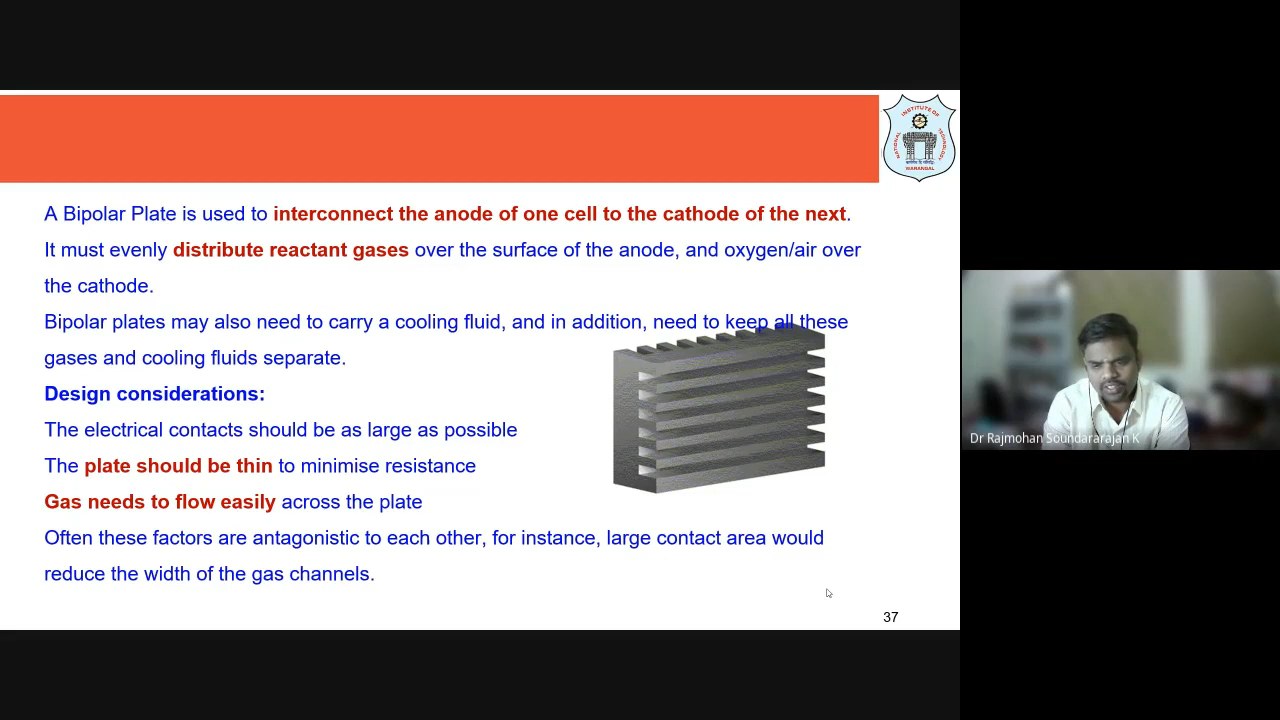 NATIONAL INSTITUTE OF TECHNOLOGY
WARANGAL
A Bipolar Plate is used to interconnect the anode of one cell to the cathode of the next.
It must evenly distribute reactant gases over the surface of the anode, and oxygen/air over
the cathode.
Bipolar plates may also need to carry a cooling fluid, and in addition, need to keep all these
gases and cooling fluids separate.
Design considerations:
The electrical contacts should be as large as possible
The plate should be thin to minimise resistance
Gas needs to flow easily across the plate
Often these factors are antagonistic to each other, for instance, large contact area would
reduce the width of the gas channels.
37
Dr Rajmohan Soundararajan K